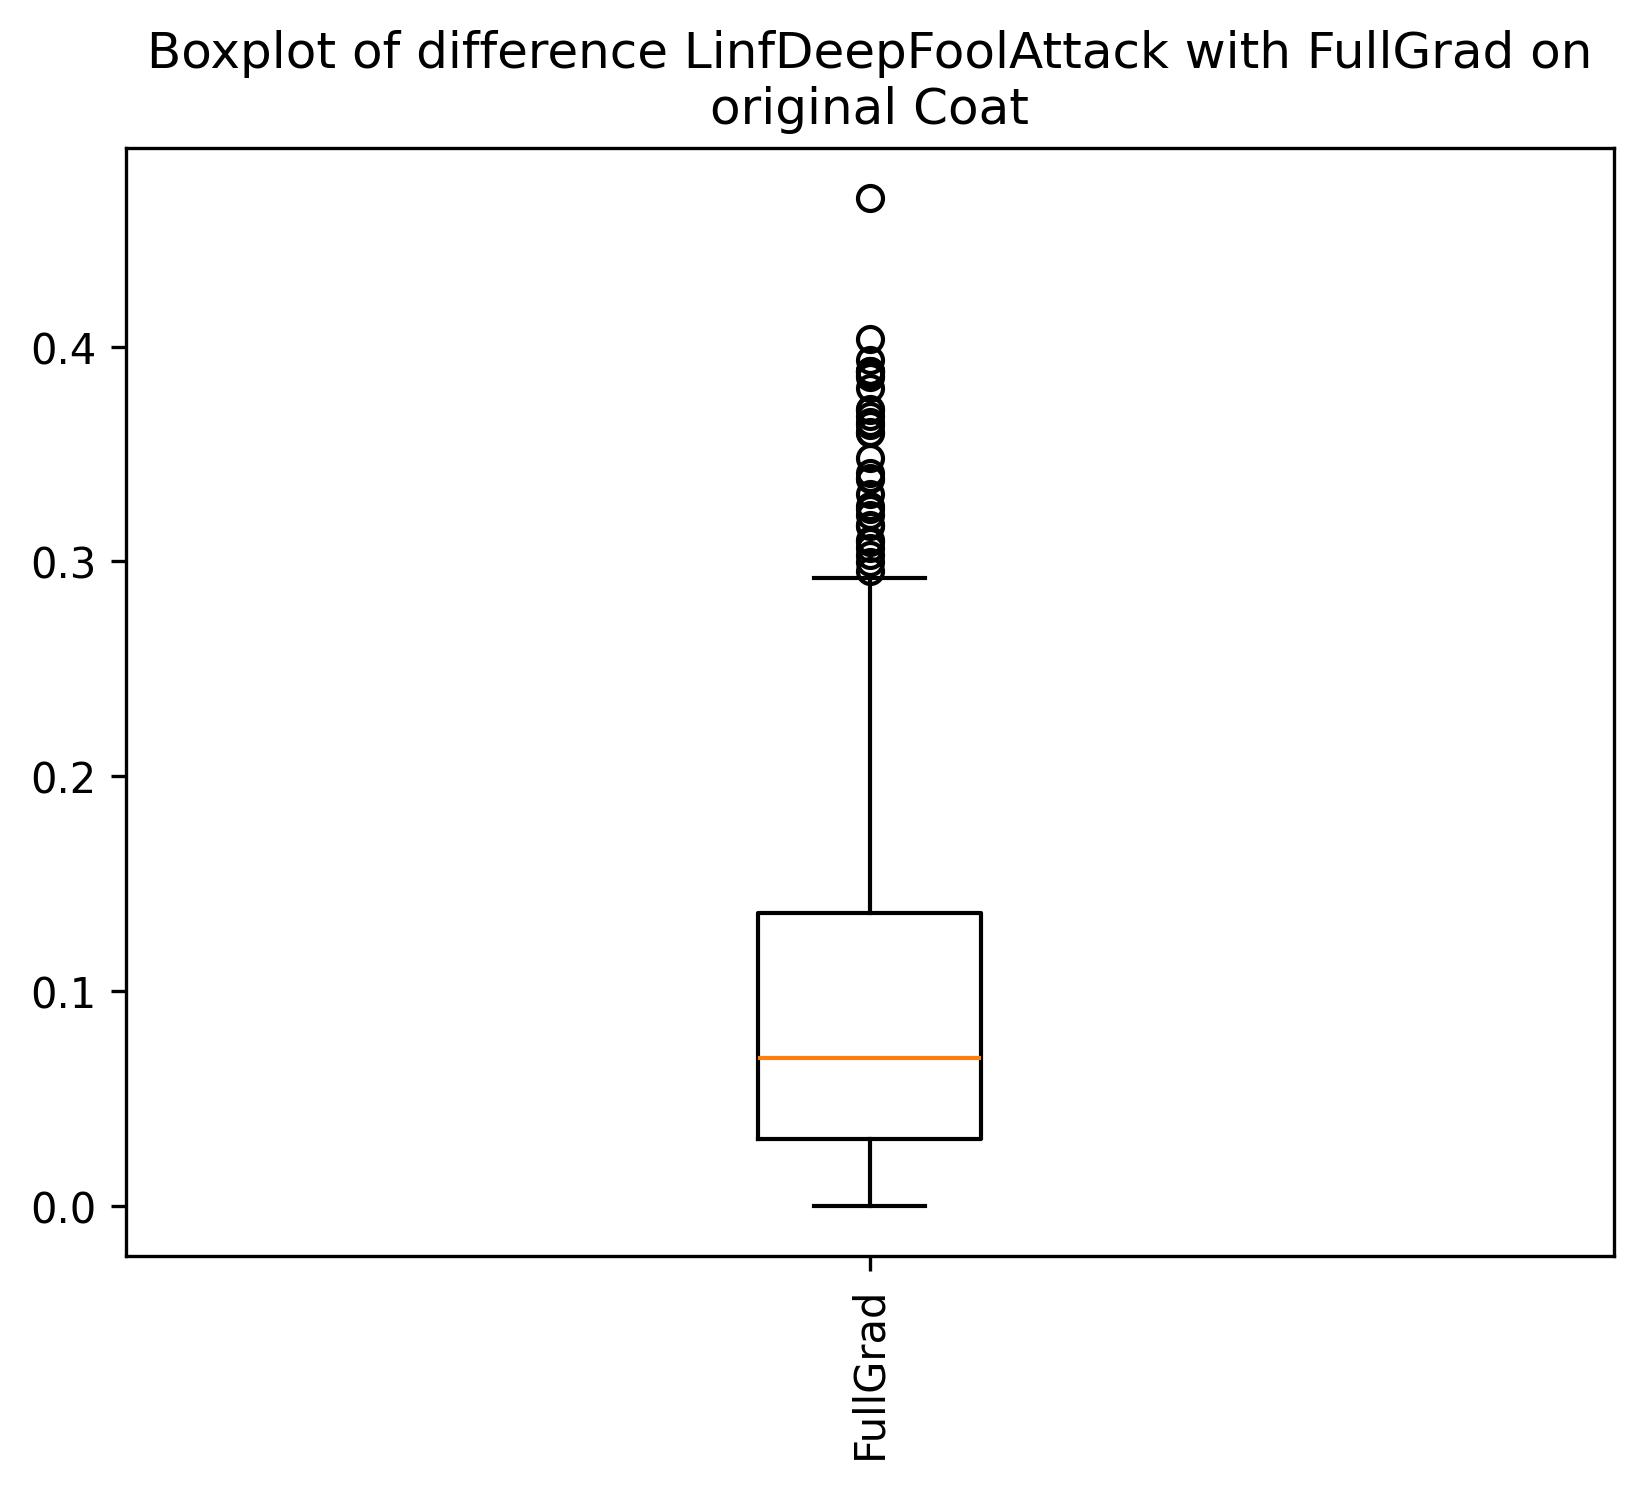 Boxplot of difference LinfDeepFoolAttack with FullGrad on
original Coat
0.4
0.3
0.2
0.1
0.0
FullGrad